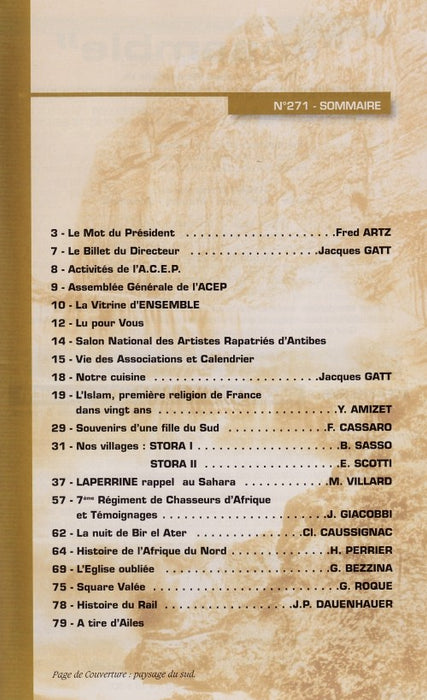 N°271 - SOMMAIRE
3 - Le Mot du Président .....................Fred ARTZ
7 - Le Billet du Directeur ..................Jacques GATT
8 - Activités de l'A.C.E.P.
9 - Assemblée Générale de l'ACEP
10 - La Vitrine d'ENSEMBLE
12 - Lu pour Vous
14 - Salon National des Artistes Rapatriés d'Antibes
15 - Vie des Associations et Calendrier
18 - Notre cuisine .......................Jacques GATT
19 - L'Islam, première religion de France
dans vingt ans .........................Y. AMIZET
29 - Souvenirs d'une fille du Sud ...............F. CASSARO
31 - Nos villages : STORA I ....................B. SASSO
STORA II ...................E. SCOTTI
37 - LAPERRINE rappel au Sahara .............M. VILLARD
57 - 7ème Régiment de Chasseurs d'Afrique
et Témoignages .......................J. GIACOBBI
62 - La nuit de Bir el Ater ................Cl. CAUSSIGNAC
64 - Histoire de l'Afrique du Nord ..............H. PERRIER
69 - L'Eglise oubliée ........................G. BEZZINA
75 - Square Valée ...........................G. ROQUE
78 - Histoire du Rail ..................J.P. DAUENHAUER
79 - A tire d'Ailes
Page de Couverture : paysage du sud.